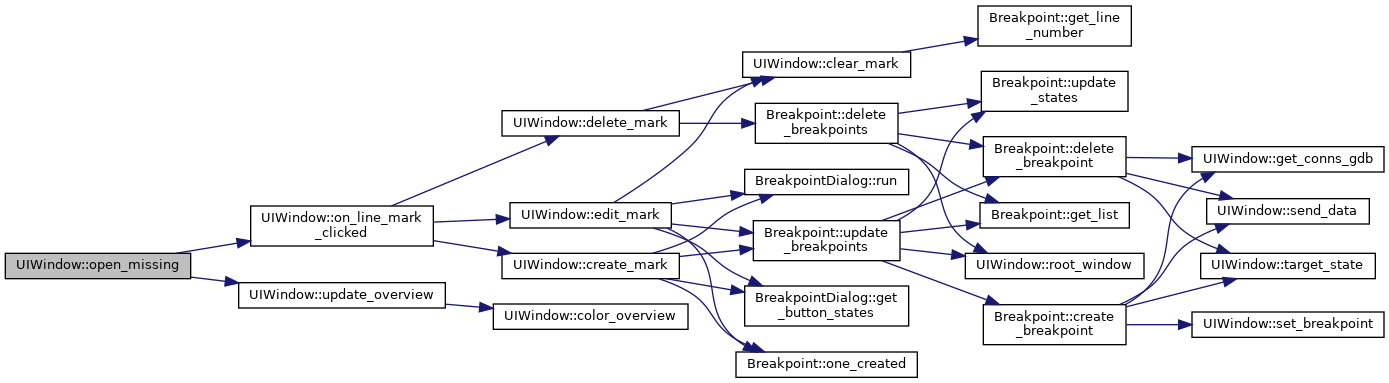 UIWindow::open_missing
UIWindow::on_line_mark
_clicked
UIWindow::update_overview
UIWindow::delete_mark
UIWindow::edit_mark
UIWindow::create_mark
UIWindow::color_overview
UIWindow::clear_mark
Breakpoint::delete
_breakpoints
BreakpointDialog::run
Breakpoint::update
_breakpoints
BreakpointDialog::get
_button_states
Breakpoint::one_created
Breakpoint::get_line
_number
Breakpoint::update
_states
Breakpoint::delete
_breakpoint
Breakpoint::get_list
UIWindow::root_window
Breakpoint::create
_breakpoint
UIWindow::get_conns_gdb
UIWindow::send_data
UIWindow::target_state
UIWindow::set_breakpoint